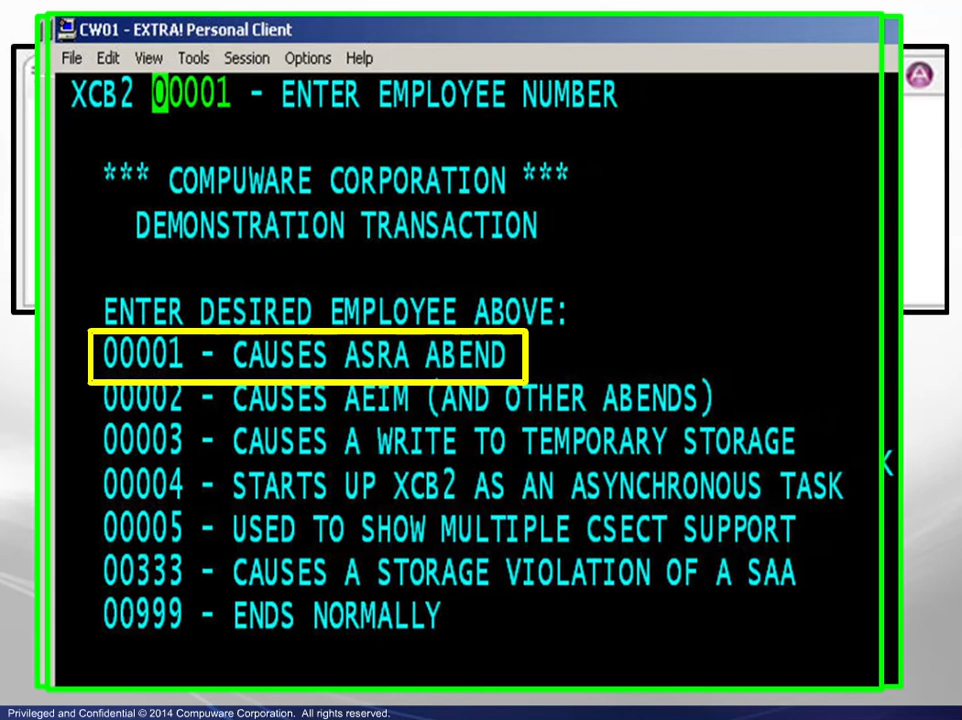 CW01 - EXTRA! Personal Client
File Edit View Tools Session Options Help
XCB2 00001 - ENTER EMPLOYEE NUMBER
*** COMPUWARE CORPORATION ***
DEMONSTRATION TRANSACTION
ENTER DESIRED EMPLOYEE ABOVE:
00001 - CAUSES ASRA ABEND
00002 - CAUSES AEIM (AND OTHER ABENDS)
00003 - CAUSES A WRITE TO TEMPORARY STORAGE
00004 - STARTS UP XCB2 AS AN ASYNCHRONOUS TASK
00005 - USED TO SHOW MULTIPLE CSECT SUPPORT
00333 - CAUSES A STORAGE VIOLATION OF A SAA
00999 - ENDS NORMALLY
K
A
Privileged and Confidential © 2014 Compuware Corporation. All rights reserved.